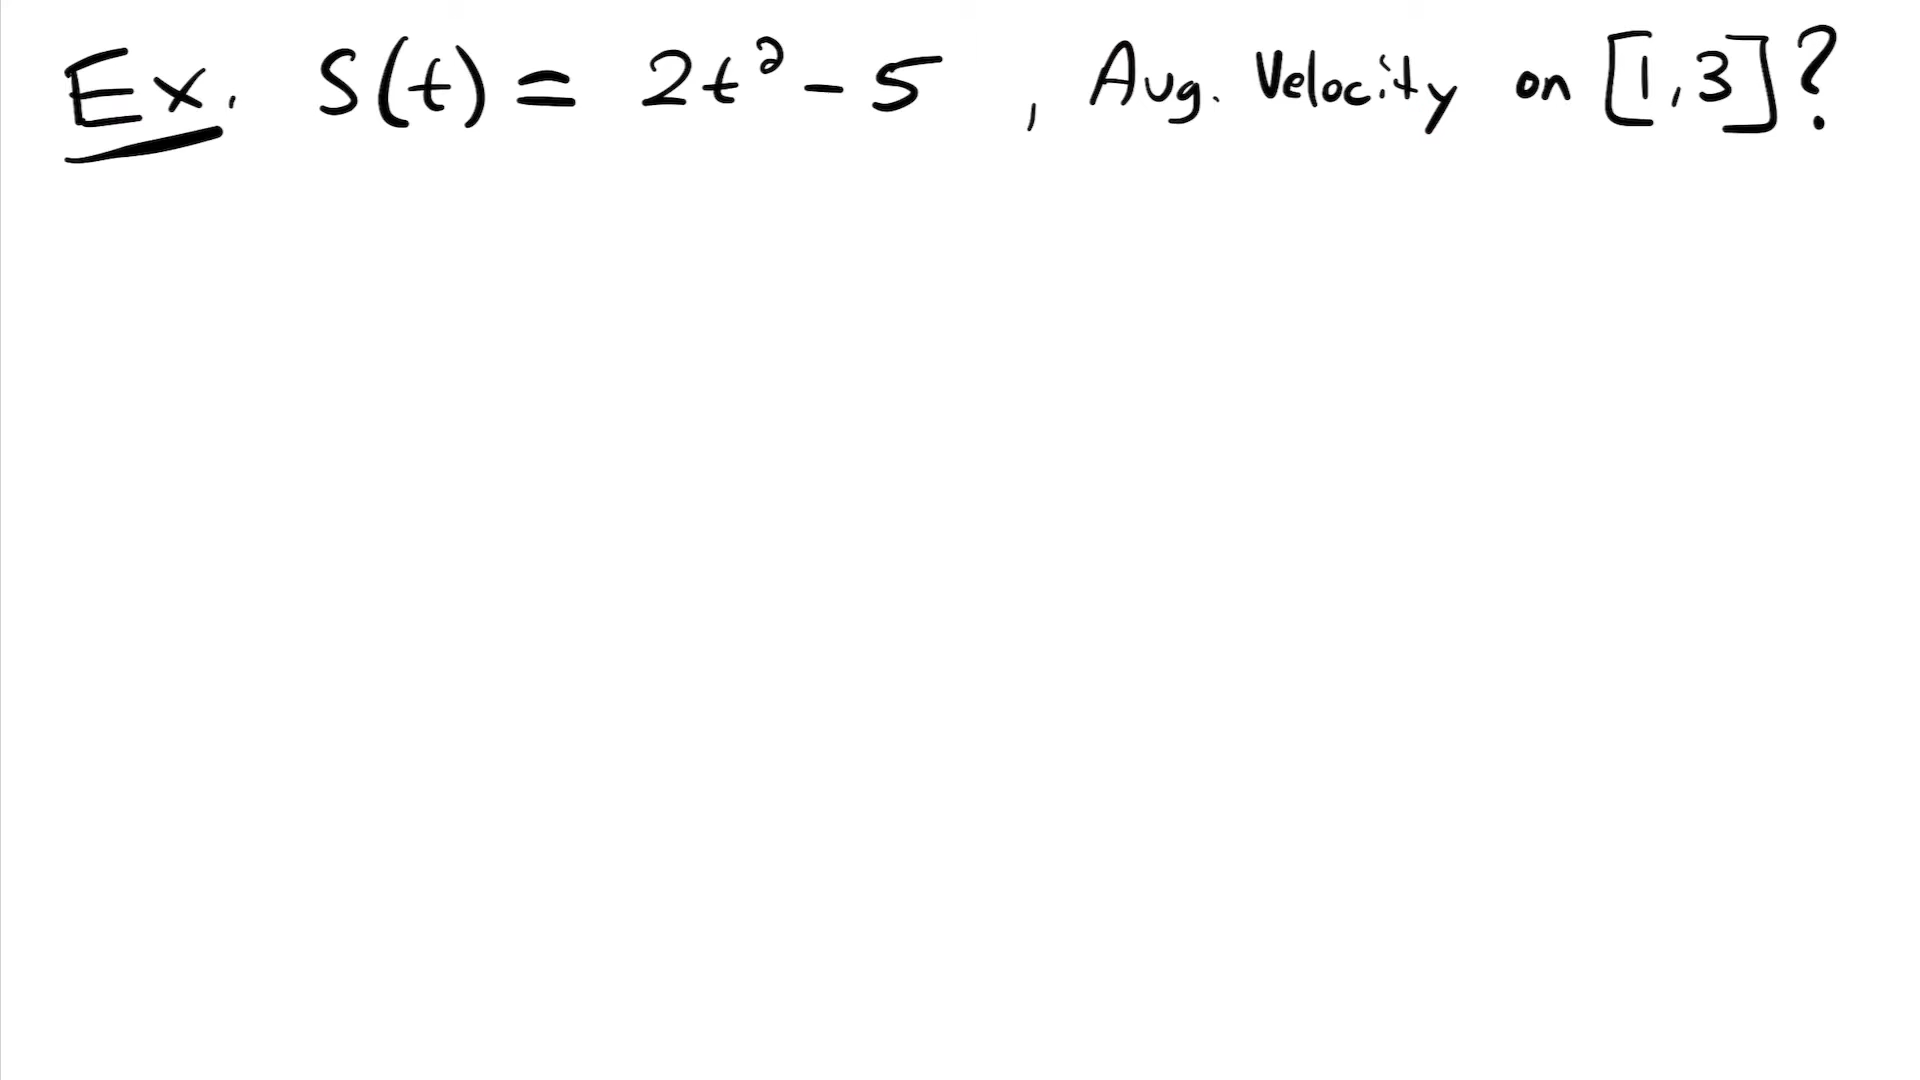 Ex. S(t) = 2t² - 5 , Avg. Velocity on [1,3]?